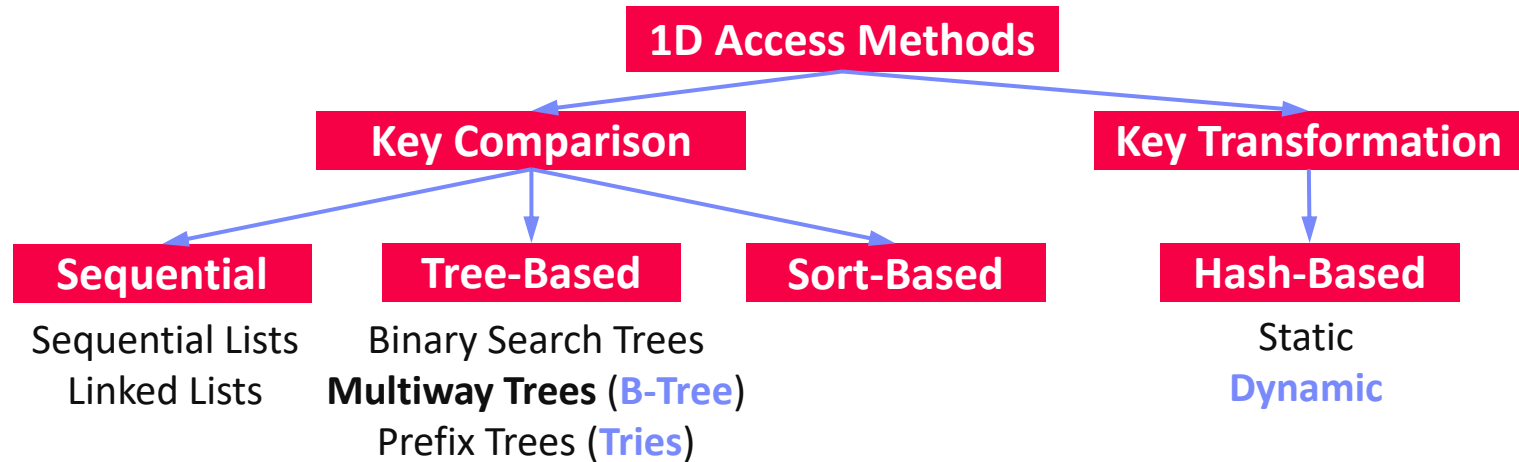 1D Access Methods
Key Comparison
Key Transformation
Sequential
Tree-Based
Sort-Based
Hash-Based
Sequential Lists
Linked Lists
Binary Search Trees
Multiway Trees (B-Tree)
Prefix Trees (Tries)
Static
Dynamic